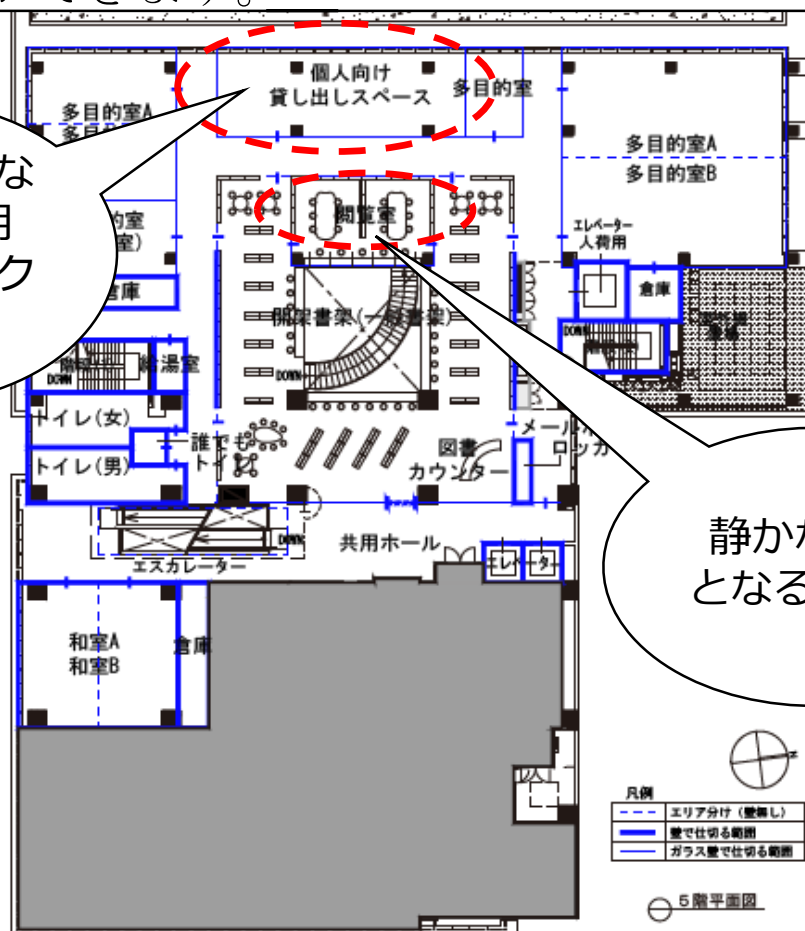 できます。
個人向け
貸し出しスペース
多目的室
多目的室A
多目的室A
多目的室B
な
用
ク
閲覧室
エレベーター
人荷用
倉庫
倉庫
開架書架(一般書架)
DOWN
DOWN
給湯室
DOWN
トイレ(女)
トイレ(男)
誰でも
トイレ
図書
カウンター
メール
ロッカ
共用ホール
DOWN
エスカレーター
エレ
ター
静かな
となる
和室A
和室B
倉庫
凡例
エリア分け(壁無し)
壁で仕切る範囲
ガラス壁で仕切る範囲
5階平面図